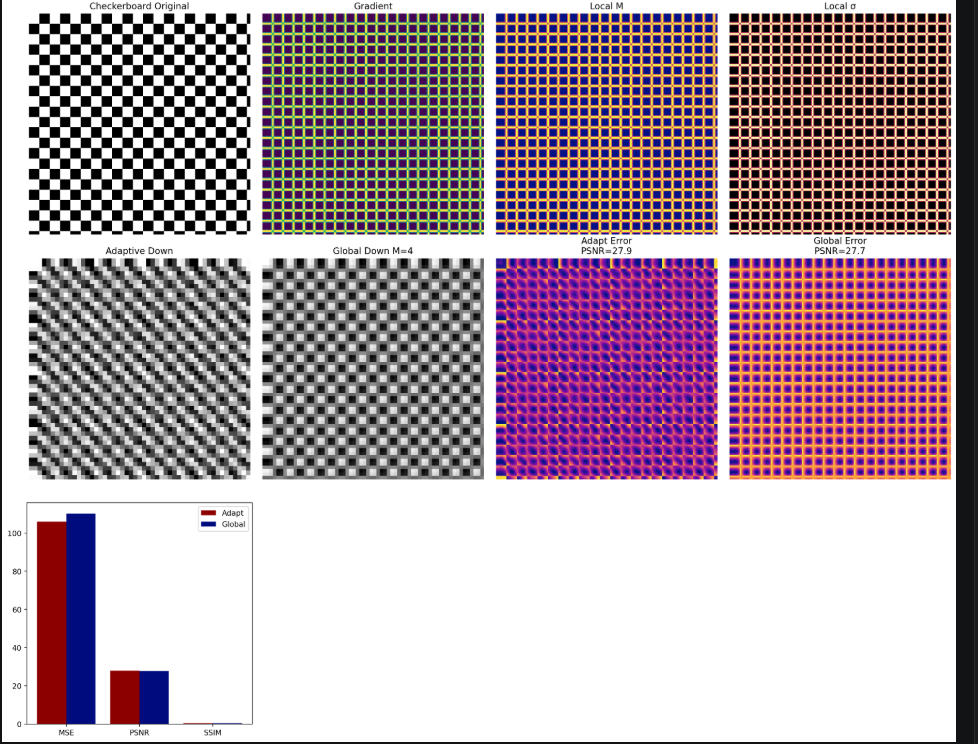 Checkerboard Original
Gradient
Local M
Local σ
Adaptive Down
Global Down M=4
Adapt Error
PSNR=27.9
Global Error
PSNR=27.7
Adapt
Global
100
80
60
40
20
0
MSE
PSNR
SSIM